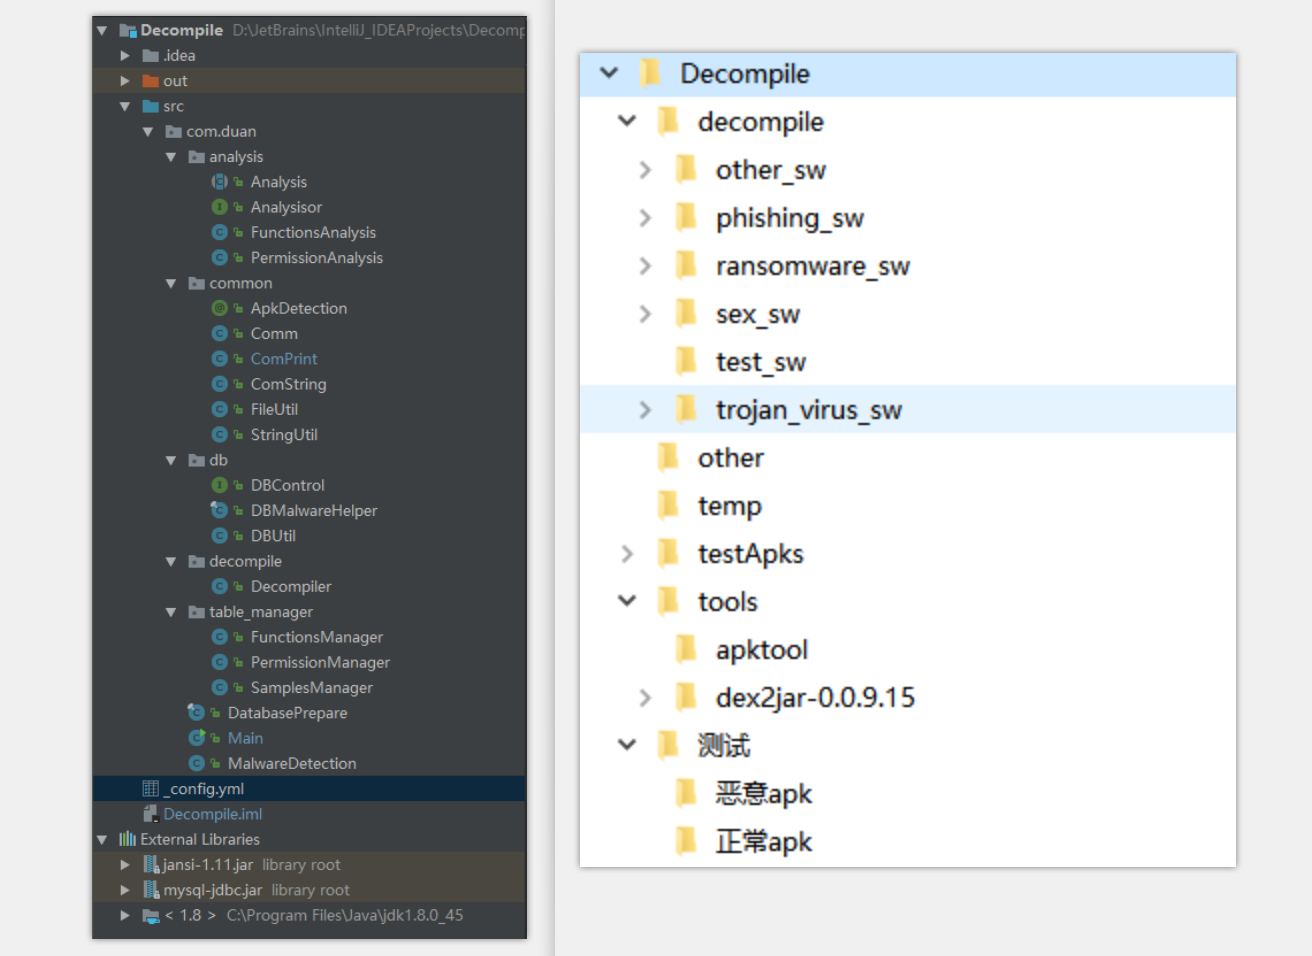 Decompile D:\JetBrains\IntelliJ_IDEAProjects\Decomp
.idea
out
src
com.duan
analysis
Analysis
Analysisor
FunctionsAnalysis
PermissionAnalysis
common
ApkDetection
Comm
ComPrint
ComString
FileUtil
StringUtil
db
DBControl
DBMalwareHelper
DBUtil
decompile
Decompiler
table_manager
FunctionsManager
PermissionManager
SamplesManager
DatabasePrepare
Main
MalwareDetection
_config.yml
Decompile.iml
External Libraries
jansi-1.11.jar library root
mysql-jdbc.jar library root
< 1.8 > C:\Program Files\Java\jdk1.8.0_45
Decompile
decompile
other_sw
phishing_sw
ransomware_sw
sex_sw
test_sw
trojan_virus_sw
other
temp
testApks
tools
apktool
dex2jar-0.0.9.15
测试
恶意apk
正常apk